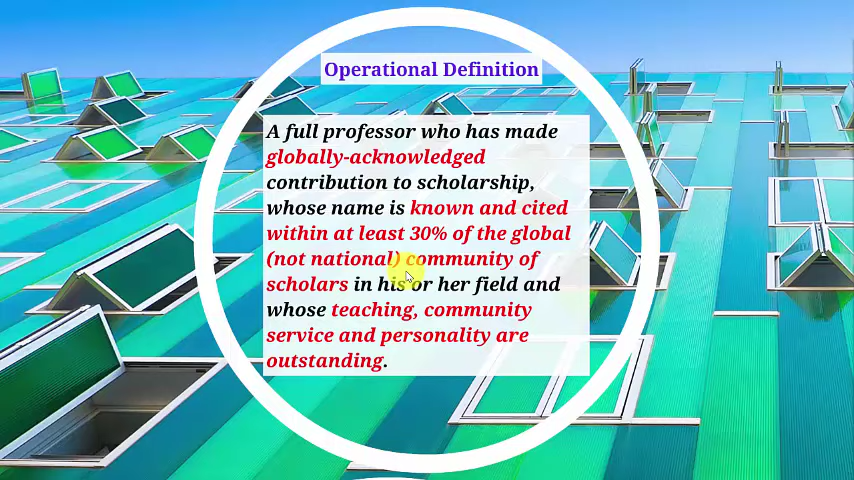 Operational Definition
A full professor who has made
globally-acknowledged
contribution to scholarship,
whose name is known and cited
within at least 30% of the global
(not national) community of
scholars in his or her field and
whose teaching, community
service and personality are
outstanding.